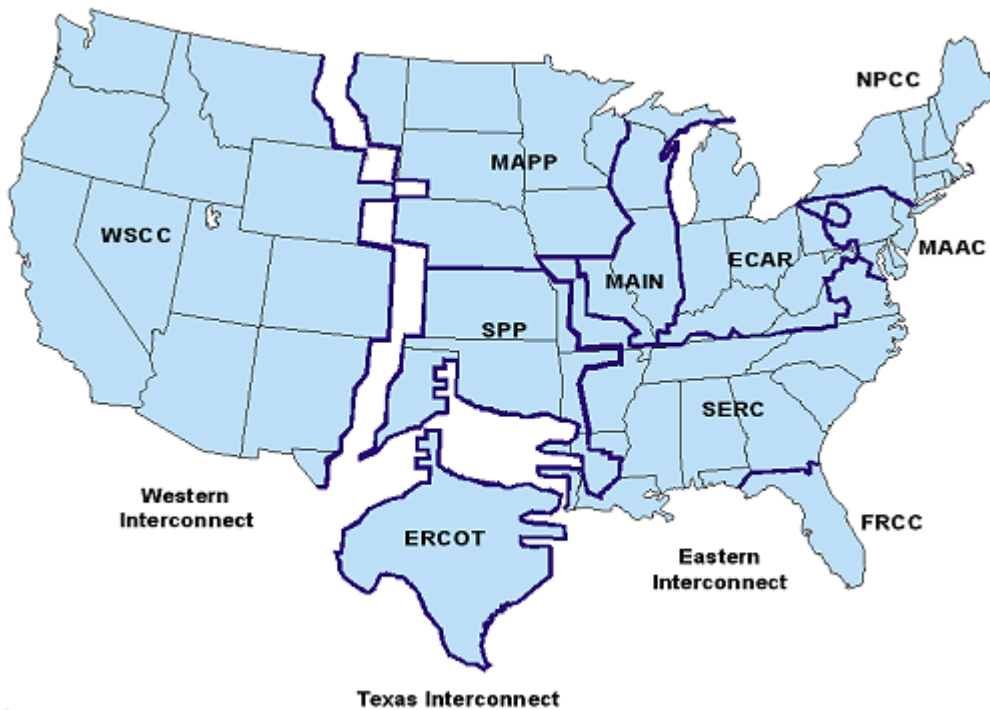 NPCC
MAPP
WSCC
MAAC
ECAR
MAIN
SPP
SERC
Western
Interconnect
FRCC
ERCOT
Eastern
Interconnect
Texas Interconnect